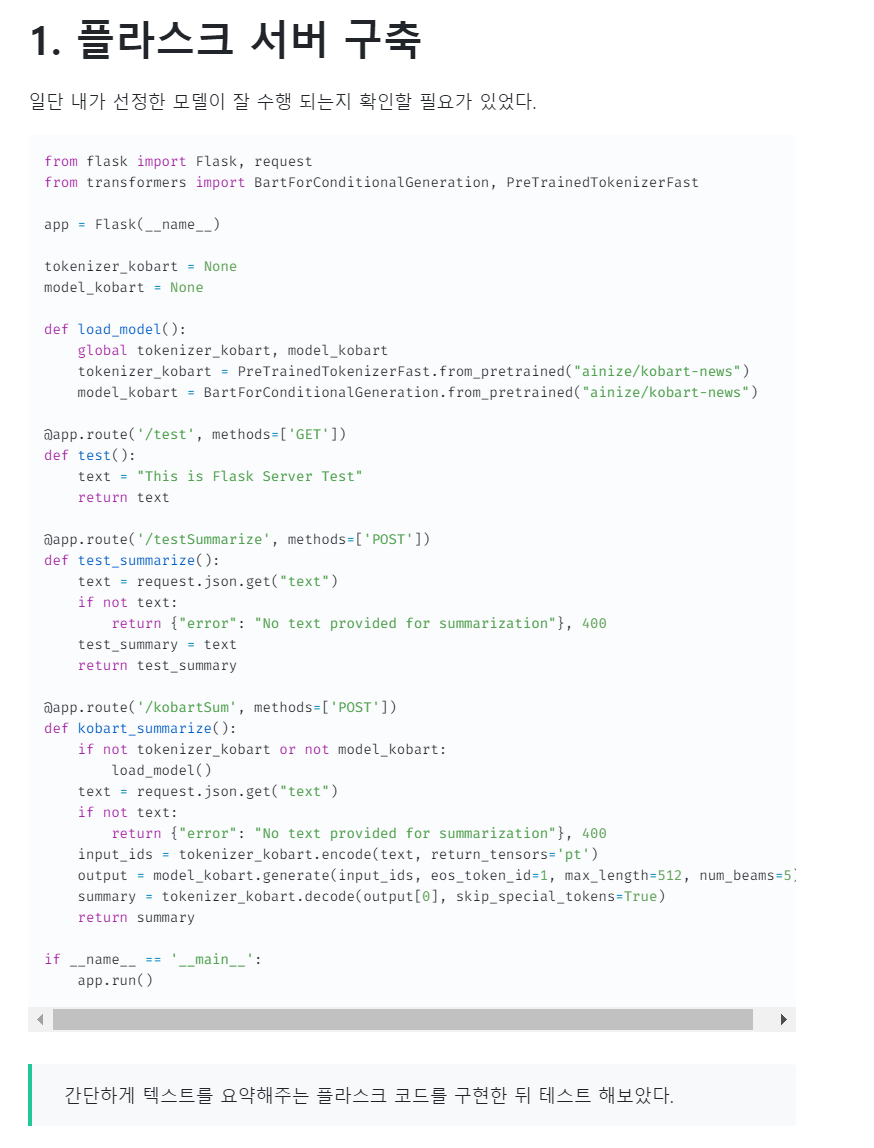 1. 플라스크 서버 구축
일단 내가 선정한 모델이 잘 수행 되는지 확인할 필요가 있었다.
from flask import Flask, request
from transformers import BartForConditionalGeneration, PreTrainedTokenizerFast

app = Flask(__name__)

tokenizer_kobart = None
model_kobart = None

def load_model():
    global tokenizer_kobart, model_kobart
    tokenizer_kobart = PreTrainedTokenizerFast.from_pretrained("ainize/kobart-news")
    model_kobart = BartForConditionalGeneration.from_pretrained("ainize/kobart-news")

@app.route('/test', methods=['GET'])
def test():
    text = "This is Flask Server Test"
    return text

@app.route('/testSummarize', methods=['POST'])
def test_summarize():
    text = request.json.get("text")
    if not text:
        return {"error": "No text provided for summarization"}, 400
    test_summary = text
    return test_summary

@app.route('/kobartSum', methods=['POST'])
def kobart_summarize():
    if not tokenizer_kobart or not model_kobart:
        load_model()
    text = request.json.get("text")
    if not text:
        return {"error": "No text provided for summarization"}, 400
    input_ids = tokenizer_kobart.encode(text, return_tensors='pt')
    output = model_kobart.generate(input_ids, eos_token_id=1, max_length=512, num_beams=5)
    summary = tokenizer_kobart.decode(output[0], skip_special_tokens=True)
    return summary

if __name__ == '__main__':
    app.run()
간단하게 텍스트를 요약해주는 플라스크 코드를 구현한 뒤 테스트 해보았다.